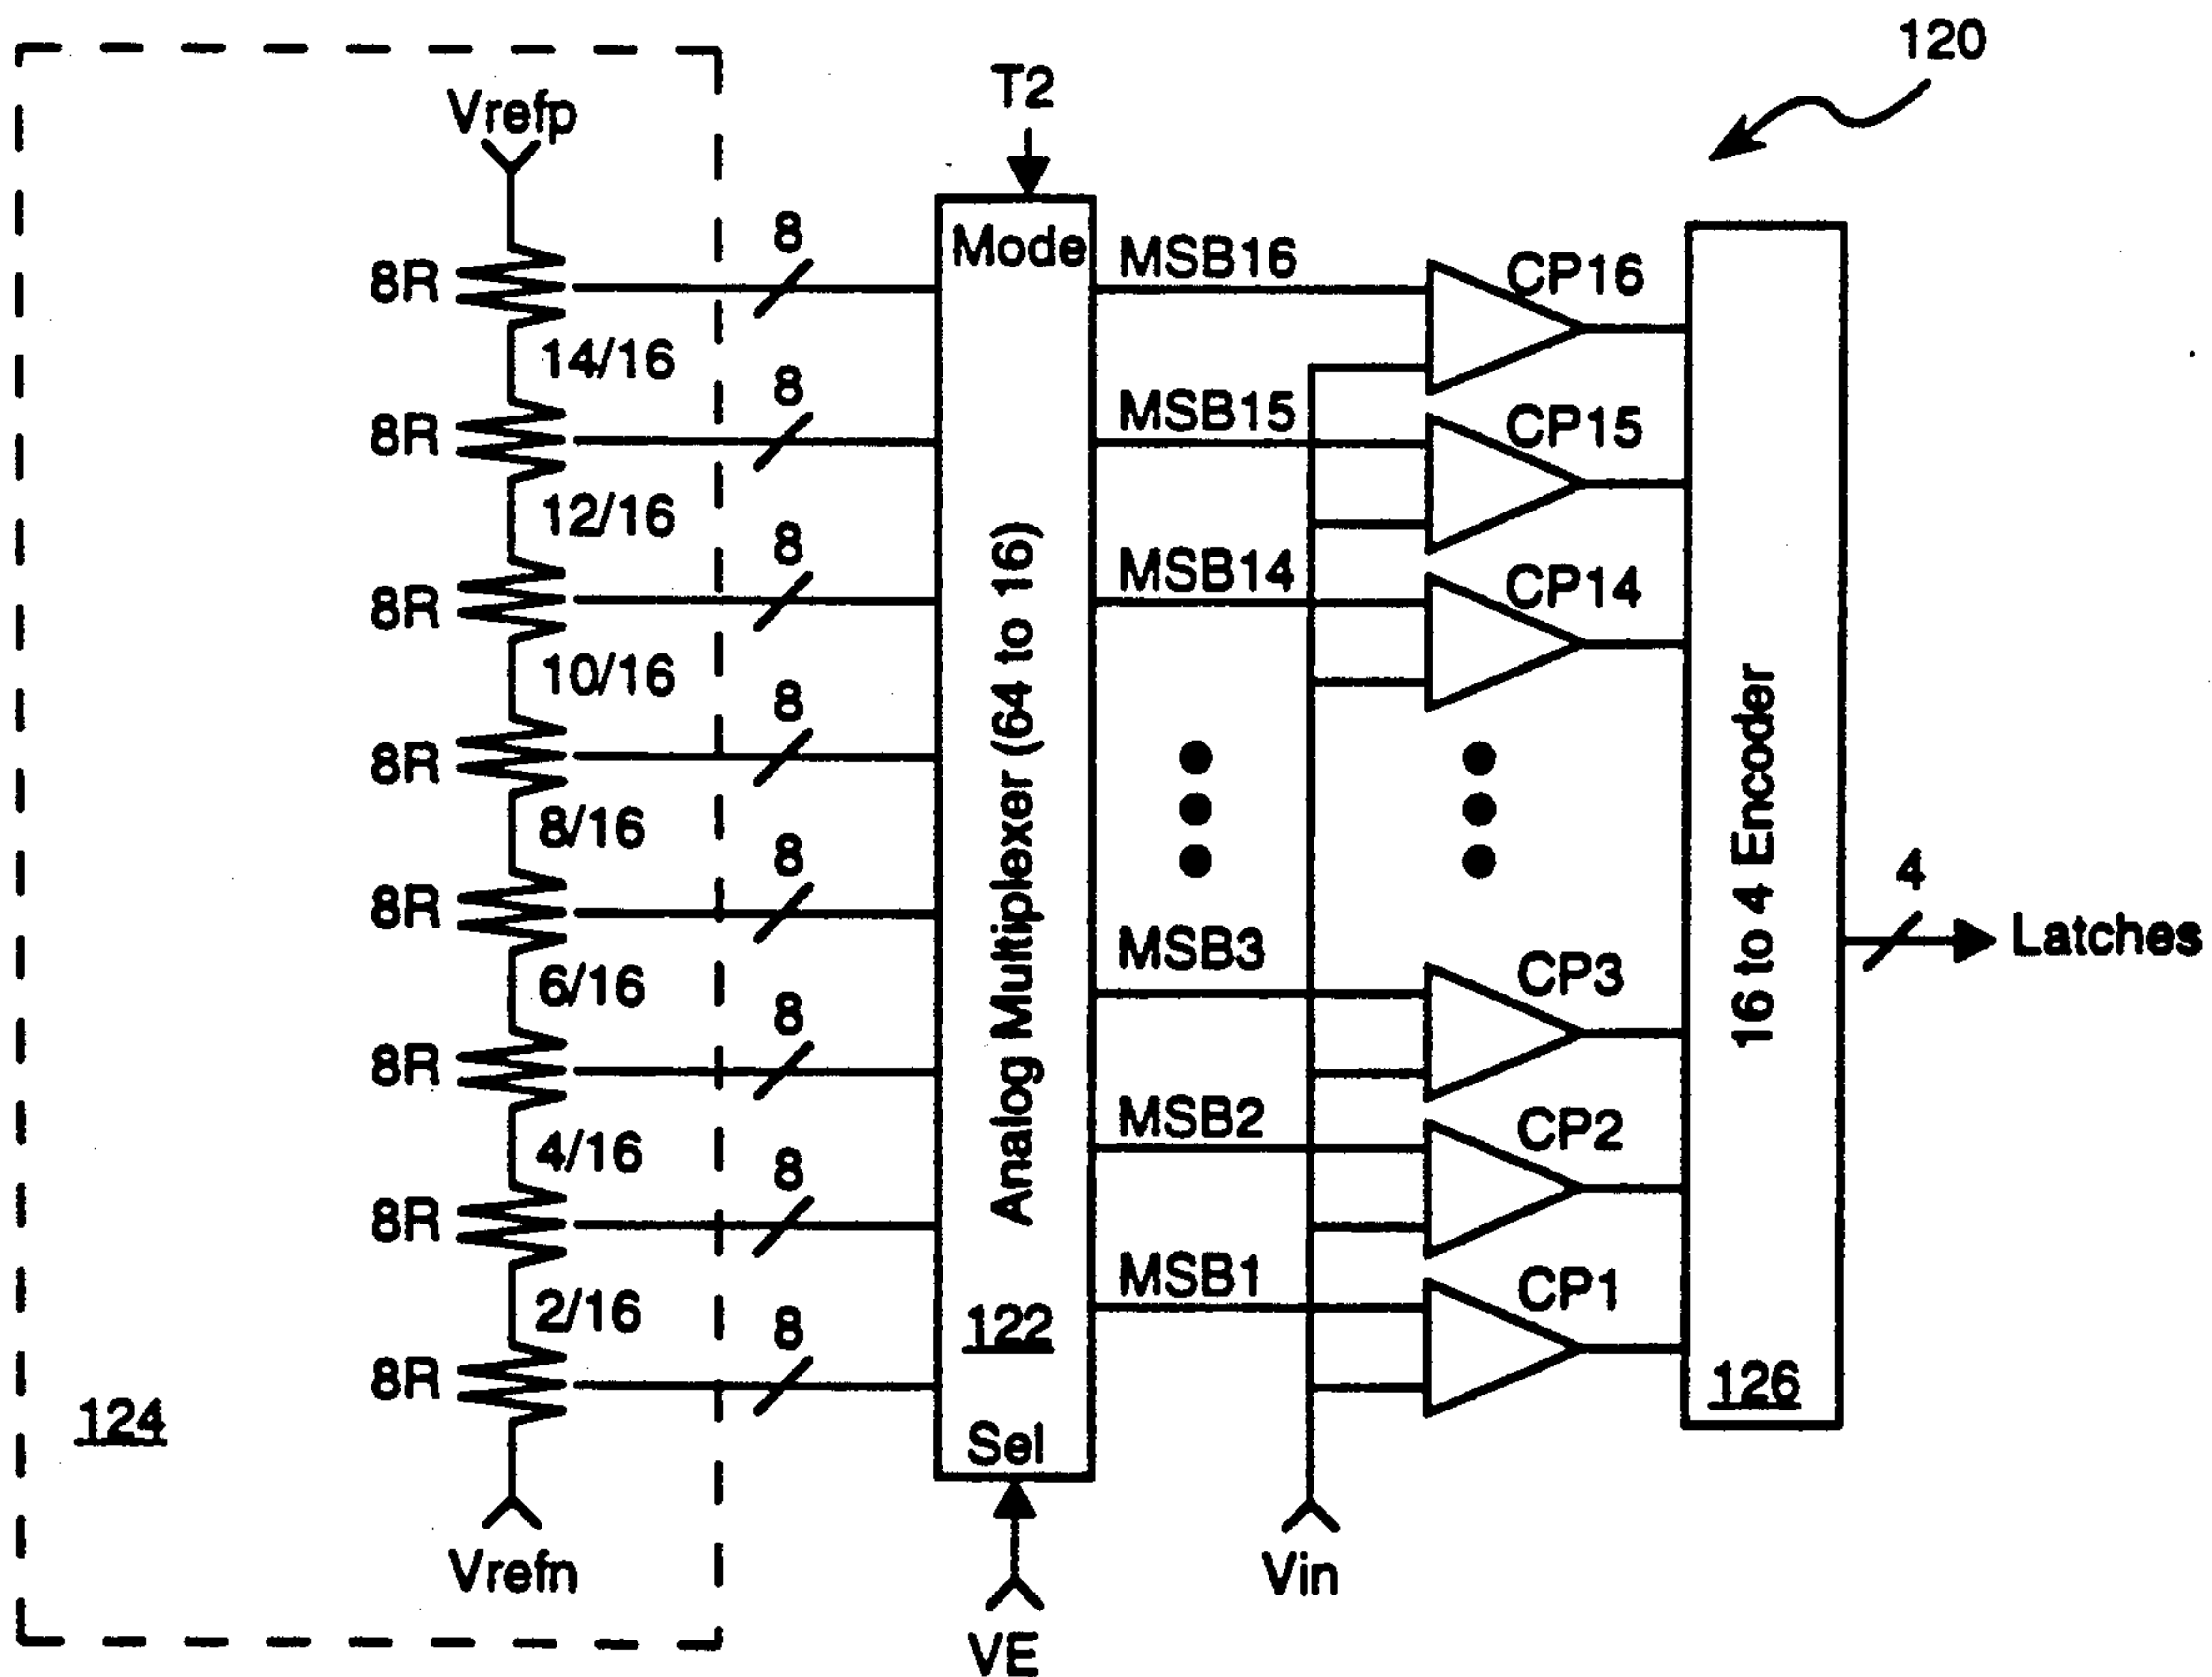 120
T2
Vrefp
8R
8
Mode
MSB16
CP16
14/16
8R
8
MSB15
CP15
12/16
8R
8
MSB14
CP14
10/16
8R
8
8/16
8R
8
6/16
8R
8
4/16
8R
8
2/16
8R
8
Analog Multiplexer (64 to 16)
122
Sel
MSB3
CP3
MSB2
CP2
MSB1
CP1
16 to 4 Encoder
126
4
Latches
124
Vrefn
VE
Vin